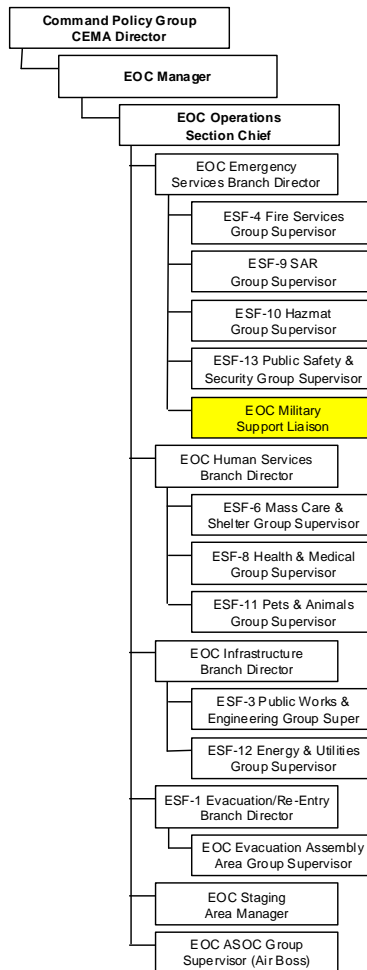 Command Policy Group
CEMA Director
EOC Manager
EOC Operations
Section Chief
EOC Emergency
Services Branch Director
ESF-4 Fire Services
Group Supervisor
ESF-9 SAR
Group Supervisor
ESF-10 Hazmat
Group Supervisor
ESF-13 Public Safety &
Security Group Supervisor
EOC Military
Support Liaison
EOC Human Services
Branch Director
ESF-6 Mass Care &
Shelter Group Supervisor
ESF-8 Health & Medical
Group Supervisor
ESF-11 Pets & Animals
Group Supervisor
EOC Infrastructure
Branch Director
ESF-3 Public Works &
Engineering Group Super
ESF-12 Energy & Utilities
Group Supervisor
ESF-1 Evacuation/Re-Entry
Branch Director
EOC Evacuation Assembly
Area Group Supervisor
EOC Staging
Area Manager
EOC ASOC Group
Supervisor (Air Boss)